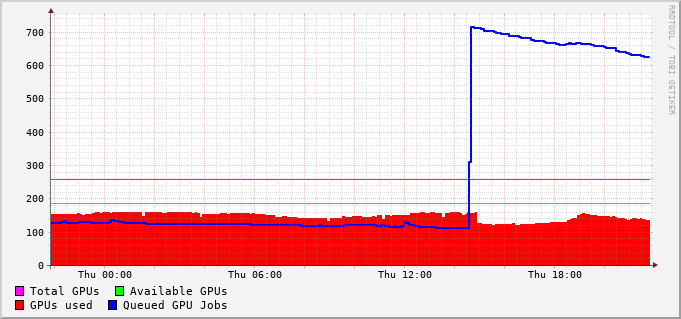 700
600
500
400
300
200
100
0
Thu 00:00 Thu 06:00 Thu 12:00 Thu 18:00
Total GPUs Available GPUs
GPUs used Queued GPU Jobs
RRDTOOL / TOBI OETIKER